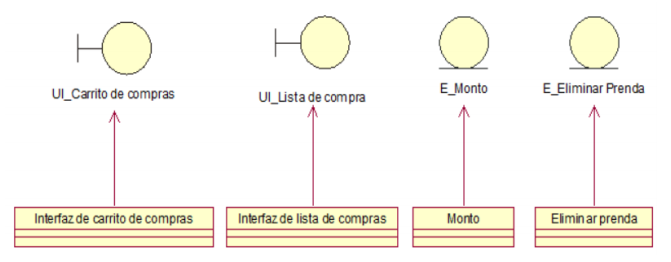 UI_Carrito de compras
UI_Lista de compra
E_Monto
E_Eliminar Prenda
Interfaz de carrito de compras
Interfaz de lista de compras
Monto
Eliminar prenda